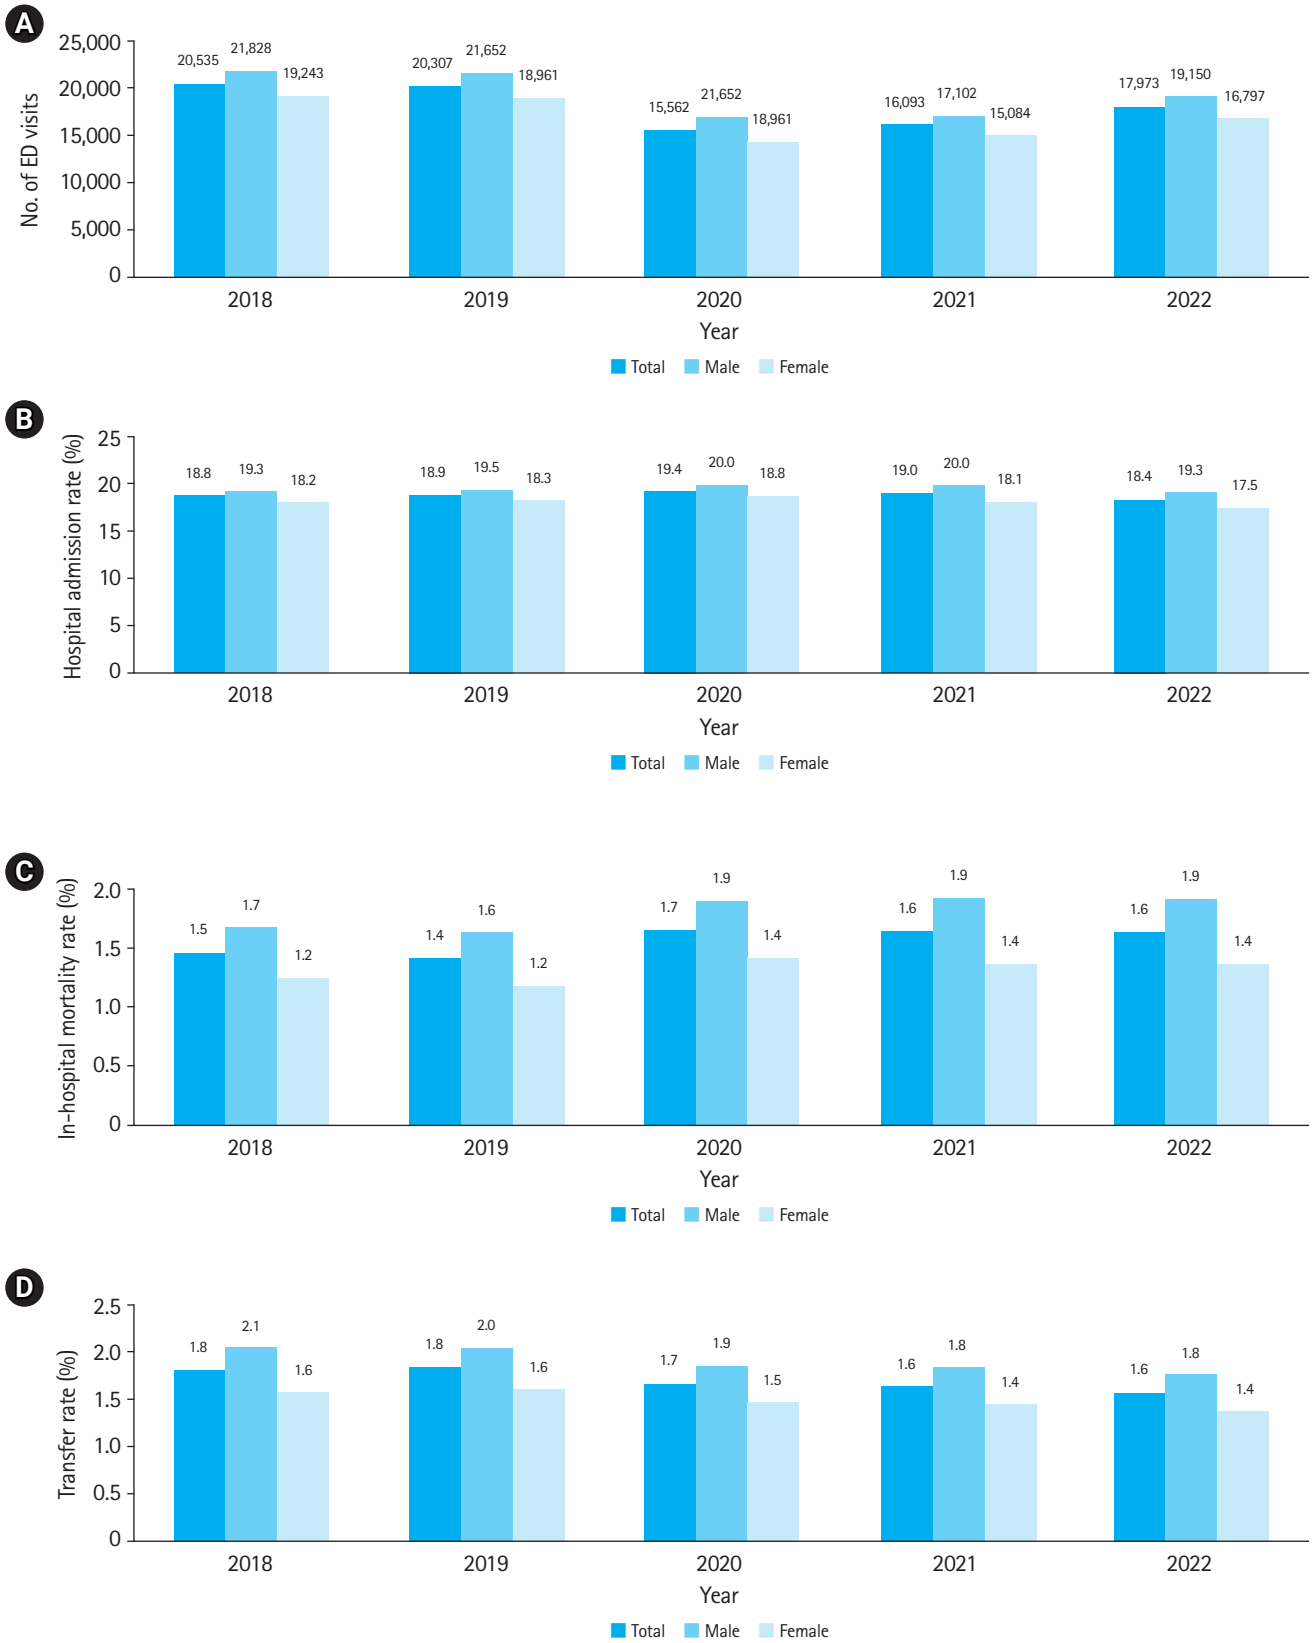 A
No. of ED visits
25,000
20,000
15,000
10,000
5,000
0
20,535 21,828 19,243
20,307 21,652 18,961
15,562 21,652 18,961
16,093 17,102 15,084
17,973 19,150 16,797
2018 2019 2020 2021 2022
Year
Total Male Female
B
Hospital admission rate (%)
25
20
15
10
5
0
18.8 19.3 18.2
18.9 19.5 18.3
19.4 20.0 18.8
19.0 20.0 18.1
18.4 19.3 17.5
2018 2019 2020 2021 2022
Year
Total Male Female
C
In-hospital mortality rate (%)
2.0
1.5
1.0
0.5
0
1.5 1.7 1.2
1.4 1.6 1.2
1.7 1.9 1.4
1.6 1.9 1.4
1.6 1.9 1.4
2018 2019 2020 2021 2022
Year
Total Male Female
D
Transfer rate (%)
2.5
2.0
1.5
1.0
0.5
0
1.8 2.1 1.6
1.8 2.0 1.6
1.7 1.9 1.5
1.6 1.8 1.4
1.6 1.8 1.4
2018 2019 2020 2021 2022
Year
Total Male Female